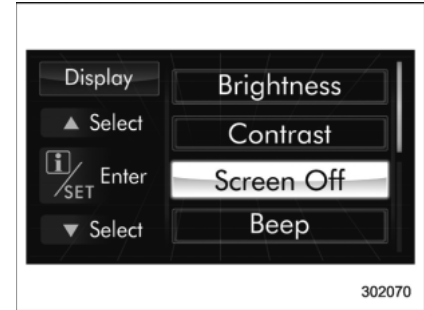 Display
▲ Select
i/SET Enter
▼ Select
Brightness
Contrast
Screen Off
Beep
302070